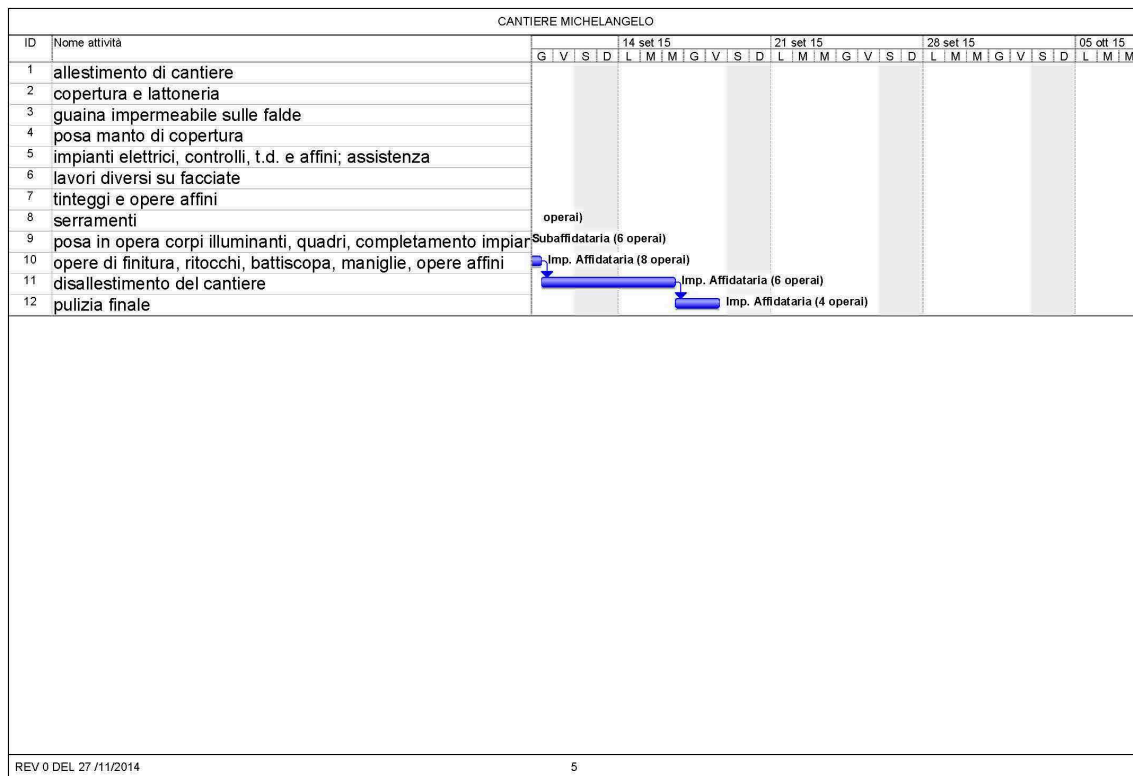 CANTIERE MICHELANGELO
ID Nome attività 14 set 15 21 set 15 28 set 15 05 ott 15
G V S D L M M G V S D L M M G V S D L M M G V S D L M M
1 allestimento di cantiere
2 copertura e lattoneria
3 guaina impermeabile sulle falde
4 posa manto di copertura
5 impianti elettrici, controlli, t.d. e affini; assistenza
6 lavori diversi su facciate
7 tinteggi e opere affini
8 serramenti operai)
9 posa in opera corpi illuminanti, quadri, completamento impian Subaffidataria (6 operai)
10 opere di finitura, ritocchi, battiscopa, maniglie, opere affini Imp. Affidataria (8 operai)
11 disallestimento del cantiere Imp. Affidataria (6 operai)
12 pulizia finale Imp. Affidataria (4 operai)
REV 0 DEL 27 /11/2014 5